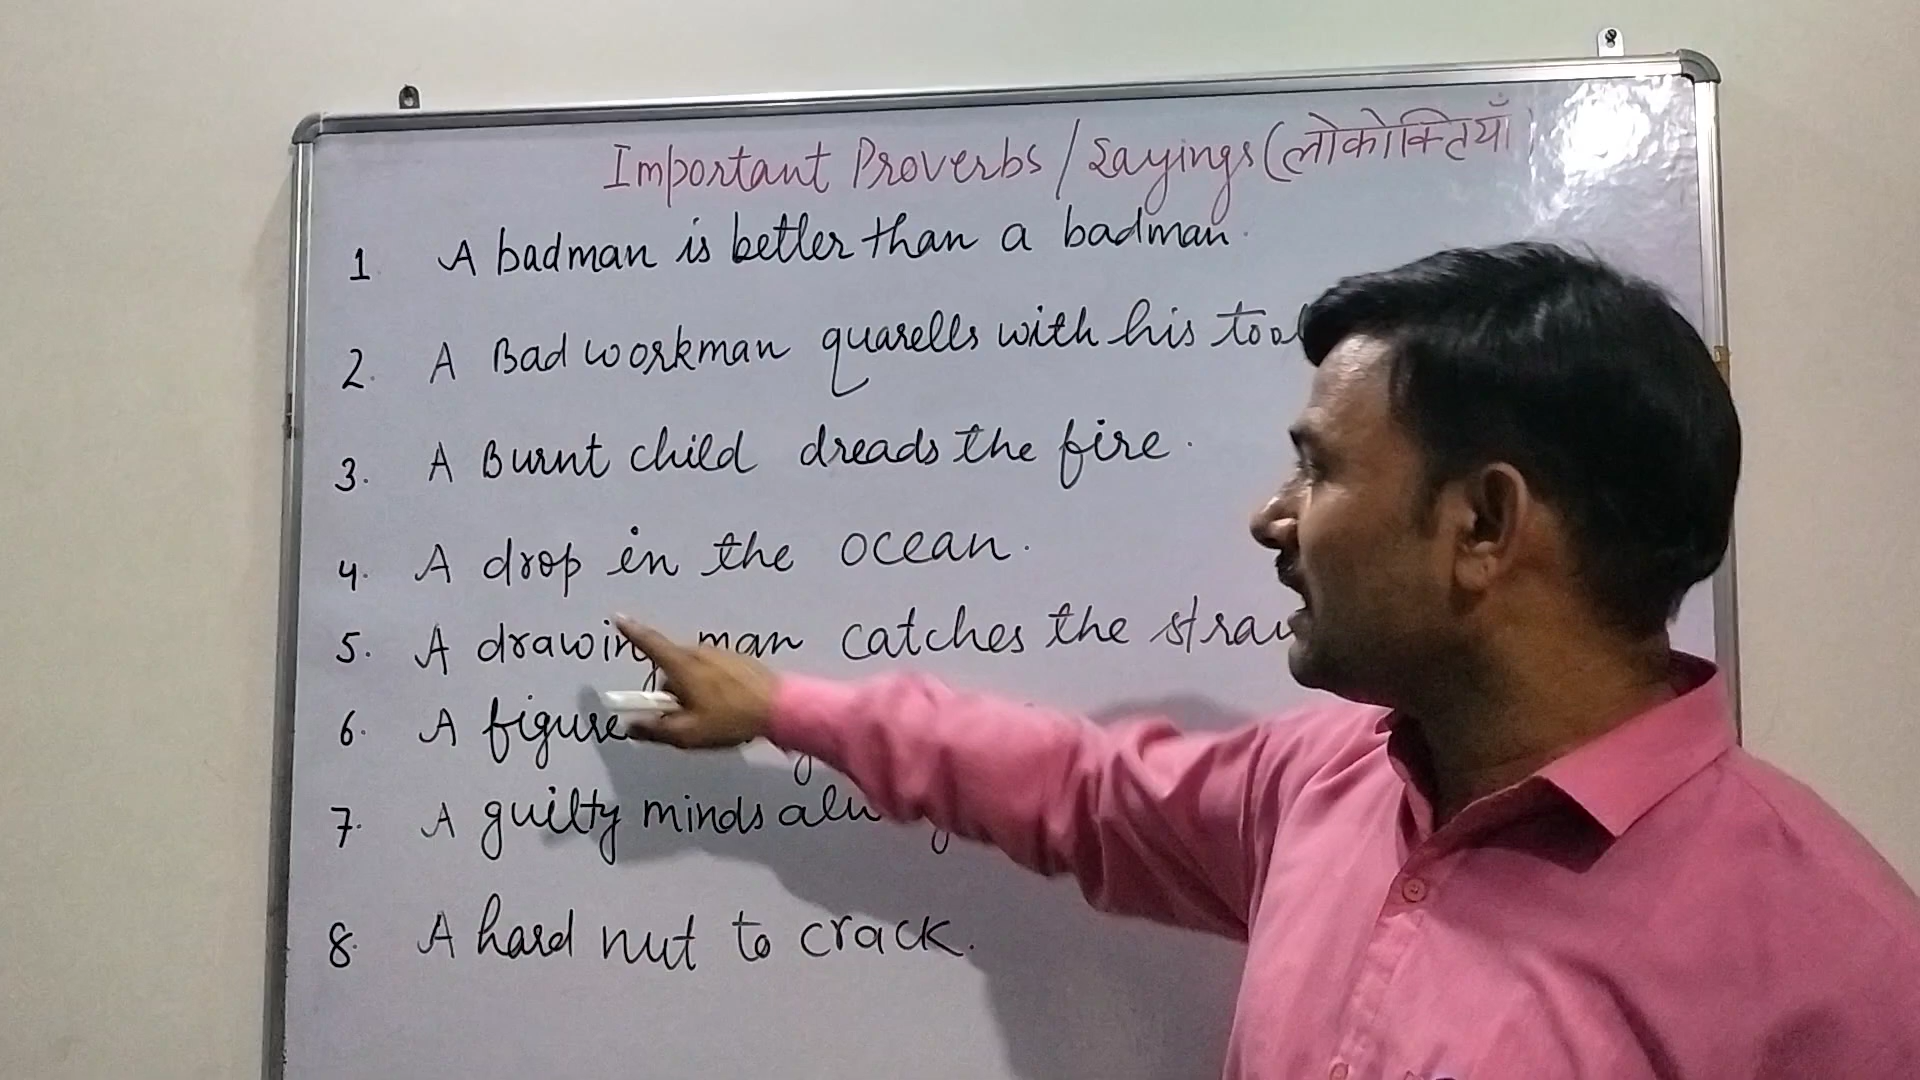 Important Proverbs / Sayings (लोकोक्तियाँ)
1. A badman is better than a badman.
2. A Bad workman quarells with his
3. A Burnt child dreads the fire.
4. A drop in the ocean.
5. A drawing man catches the
6. A figure
7. A guilty minds
8. A hard nut to crack.